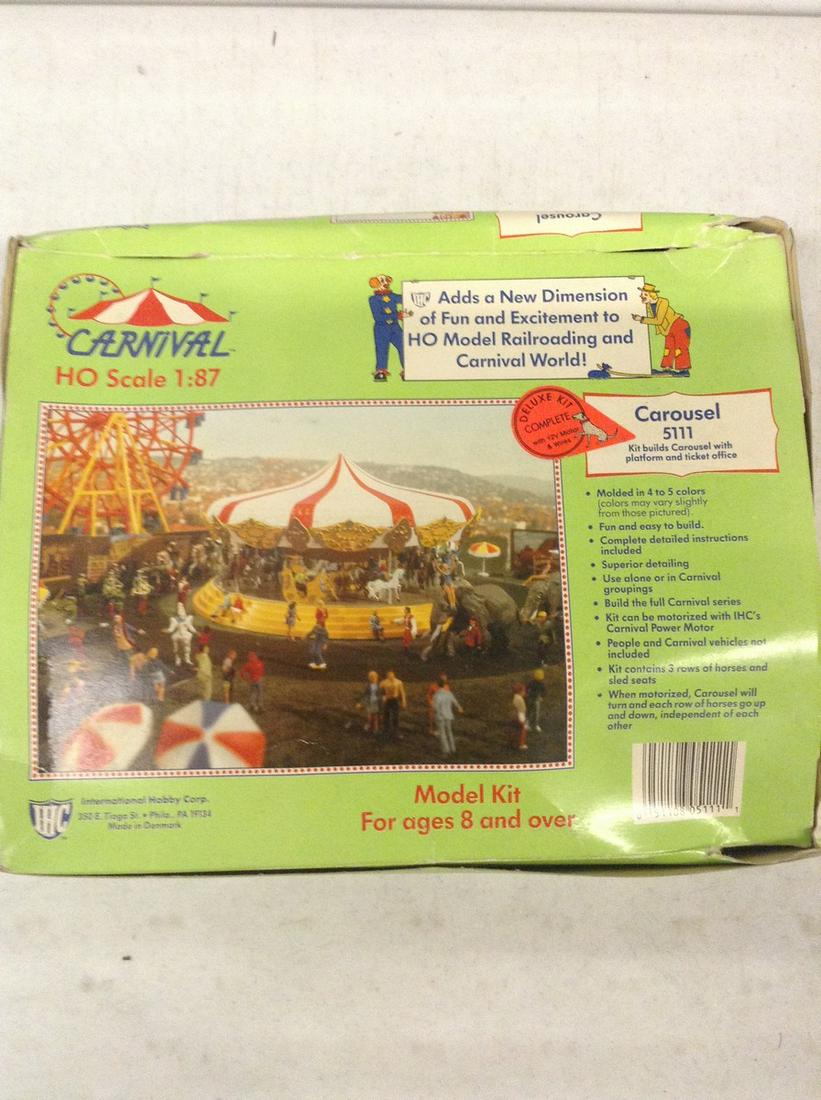 Carousel
CARNIVAL
HO Scale 1:87
IHC Adds a New Dimension
of Fun and Excitement to
HO Model Railroading and
Carnival World!
DELUXE KIT
COMPLETE
with 12V Motor
& Wires
Carousel
5111
Kit builds Carousel with
platform and ticket office
• Molded in 4 to 5 colors
(colors may vary slightly
from those pictured).
• Fun and easy to build.
• Complete detailed instructions
included
• Superior detailing
• Use alone or in Carnival
groupings
• Build the full Carnival series
• Kit can be motorized with IHC's
Carnival Power Motor
• People and Carnival vehicles not
included
• Kit contains 3 rows of horses and
sled seats
• When motorized, Carousel will
turn and each row of horses go up
and down, independent of each
other
05111 1
IHC
International Hobby Corp.
350 E. Tioga St. • Phila., PA 19134
Made in Denmark
Model Kit
For ages 8 and over